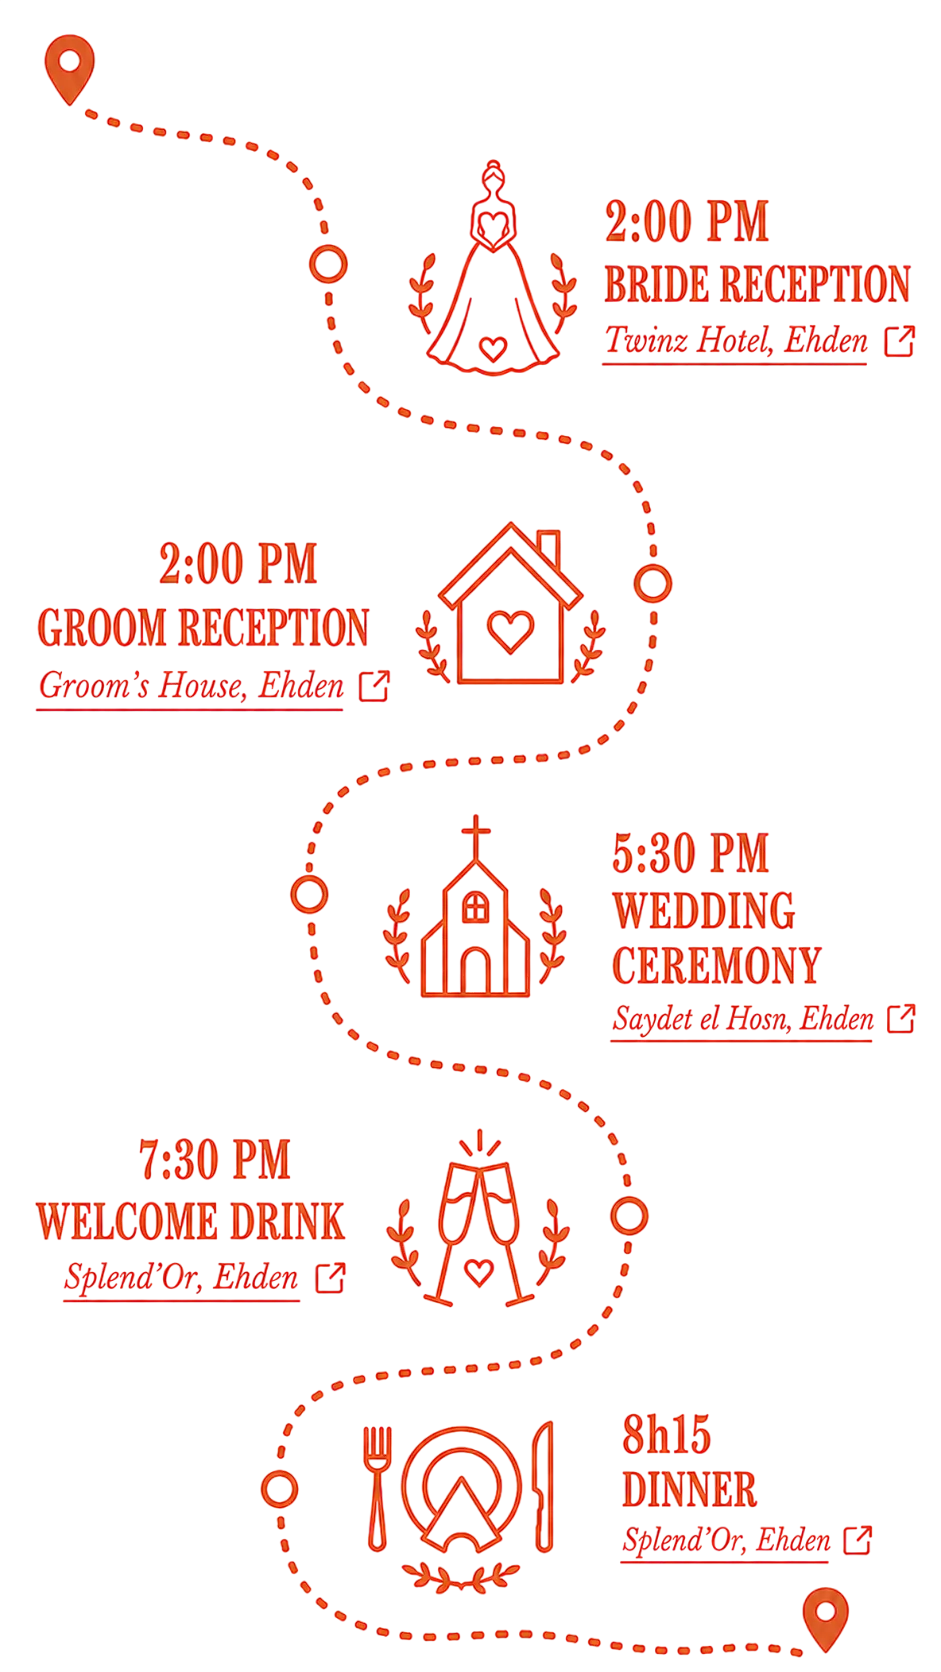 2:00 PM
BRIDE RECEPTION
Twinz Hotel, Ehden
2:00 PM
GROOM RECEPTION
Groom’s House, Ehden
5:30 PM
WEDDING
CEREMONY
Saydet el Hosn, Ehden
7:30 PM
WELCOME DRINK
Splend’Or, Ehden
8h15
DINNER
Splend’Or, Ehden